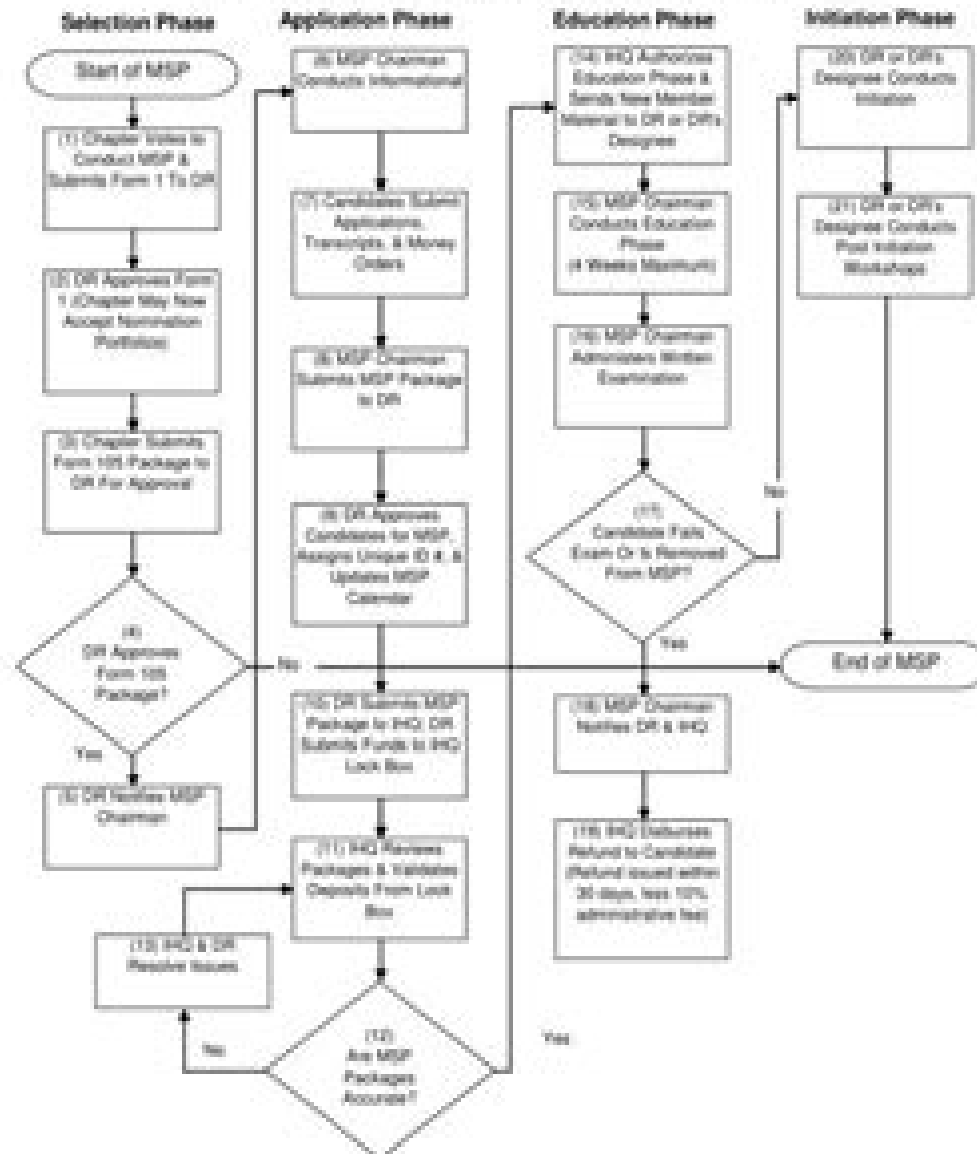 Selection Phase
Application Phase
Education Phase
Initiation Phase
Start of MSP
(1) Chapter Votes to
Conduct MSP &
Submits Form 1 To DR
(2) DR Approves Form
1 (Chapter May Now
Accept Nomination
Portfolios)
(3) Chapter Submits
Form 105 Package to
DR For Approval
(4)
DR Approves
Form 105
Package?
No
Yes
(5) DR Notifies MSP
Chairman
(6) MSP Chairman
Conducts Informational
(7) Candidates Submit
Applications,
Transcripts, & Money
Orders
(8) MSP Chairman
Submits MSP Package
to DR
(9) DR Approves
Candidates for MSP,
Assigns Unique ID #, &
Updates MSP
Calendar
(10) DR Submits MSP
Package to IHQ; DR
Submits Funds to IHQ
Lock Box
(11) IHQ Reviews
Packages & Validates
Deposits From Lock
Box
(12)
Are MSP
Packages
Accurate?
No
Yes
(13) IHQ & DR
Resolve Issues
(14) IHQ Authorizes
Education Phase &
Sends New Member
Material to DR or DR's
Designee
(15) MSP Chairman
Conducts Education
Phase
(4 Weeks Maximum)
(16) MSP Chairman
Administers Written
Examination
(17)
Candidate Fails
Exam Or Is Removed
From MSP?
No
Yes
(18) MSP Chairman
Notifies DR & IHQ
(19) IHQ Disburses
Refund to Candidate
(Refund issued within
30 days, less 10%
administrative fee)
(20) DR or DR's
Designee Conducts
Initiation
(21) DR or DR's
Designee Conducts
Post Initiation
Workshops
End of MSP